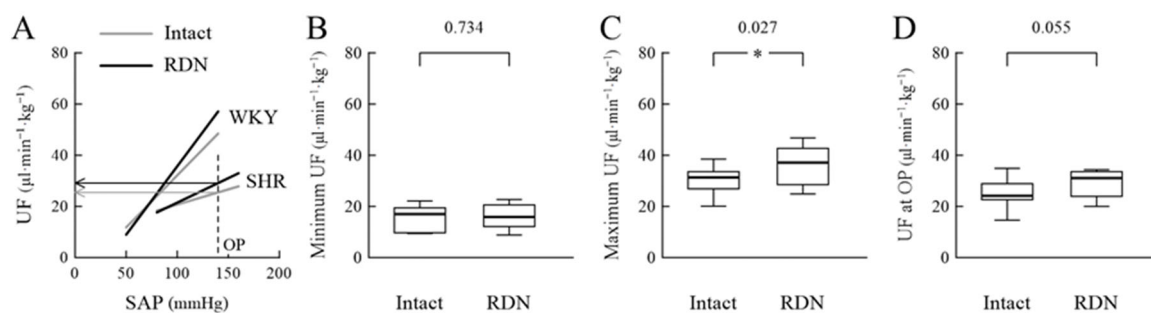 A
Intact
RDN
80
60
40
20
0
UF (µl·min⁻¹·kg⁻¹)
WKY
SHR
OP
0 50 100 150 200
SAP (mmHg)
B
0.734
80
60
40
20
0
Minimum UF (µl·min⁻¹·kg⁻¹)
Intact RDN
C
0.027
*
80
60
40
20
0
Maximum UF (µl·min⁻¹·kg⁻¹)
Intact RDN
D
0.055
80
60
40
20
0
UF at OP (µl·min⁻¹·kg⁻¹)
Intact RDN